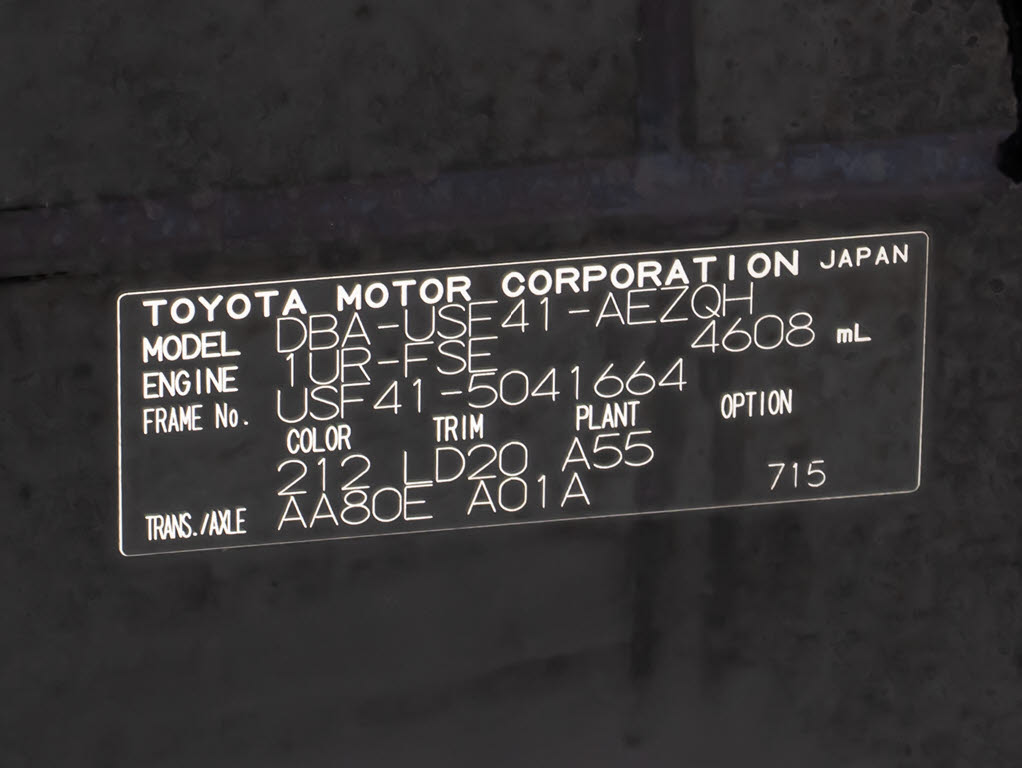 TOYOTA MOTOR CORPORATION JAPAN
MODEL DBA-USF41-AEZQH
ENGINE 1UR-FSE 4608 mL
FRAME No. USF41-5041664
COLOR TRIM PLANT OPTION
212 LD20 A55
TRANS./AXLE AA80E A01A 715